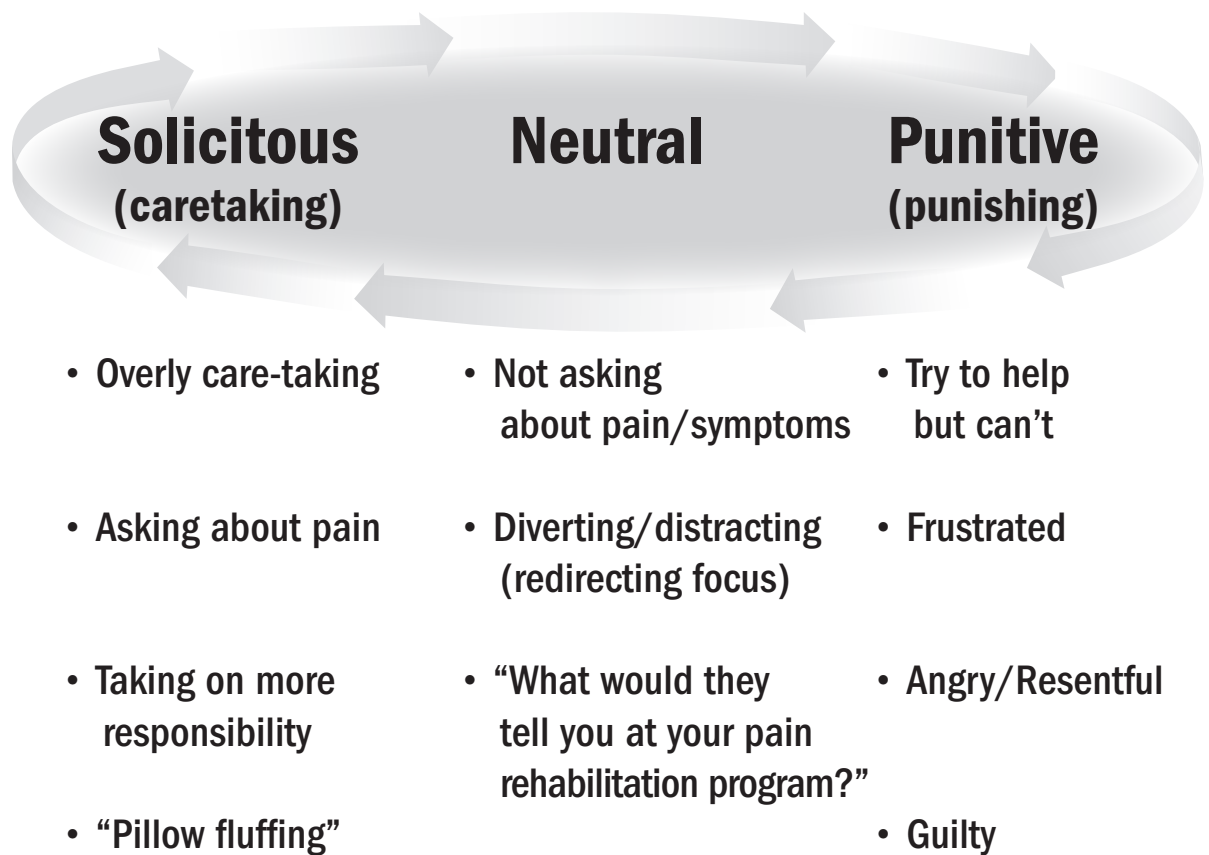 Solicitous
(caretaking)
Neutral
Punitive
(punishing)
• Overly care-taking
• Asking about pain
• Taking on more
responsibility
• “Pillow fluffing”
• Not asking
about pain/symptoms
• Diverting/distracting
(redirecting focus)
• “What would they
tell you at your pain
rehabilitation program?”
• Try to help
but can’t
• Frustrated
• Angry/Resentful
• Guilty